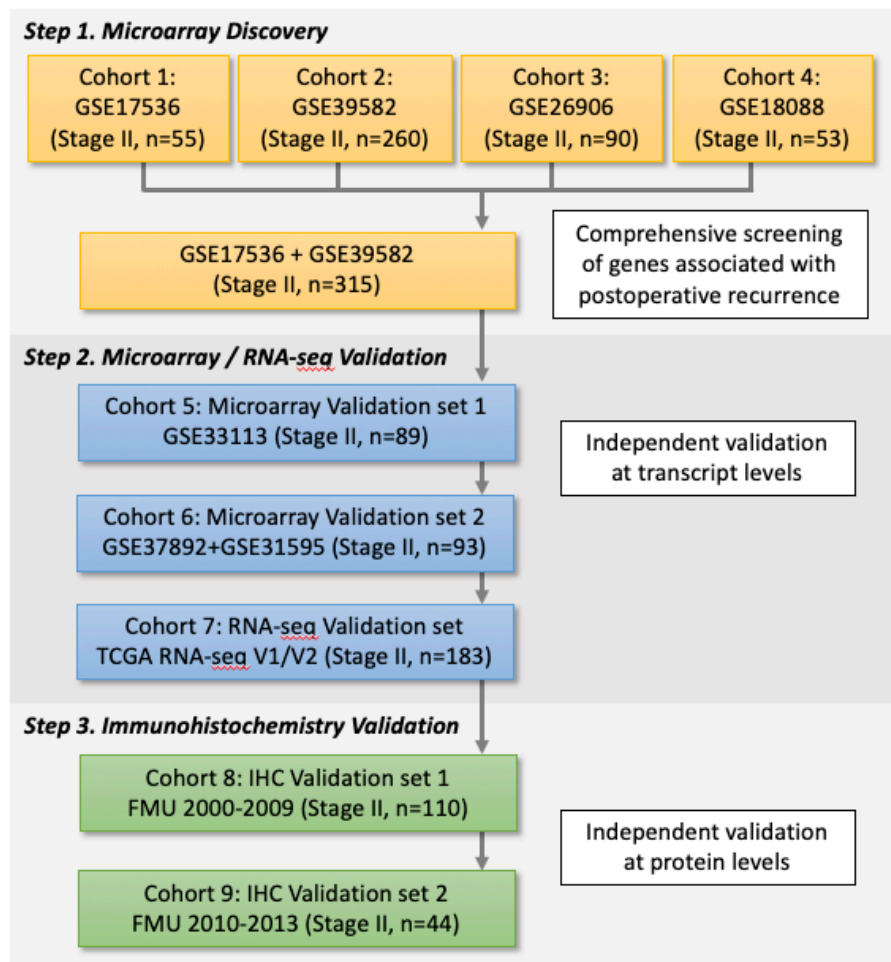 Step 1. Microarray Discovery
Cohort 1:
GSE17536
(Stage II, n=55)
Cohort 2:
GSE39582
(Stage II, n=260)
Cohort 3:
GSE26906
(Stage II, n=90)
Cohort 4:
GSE18088
(Stage II, n=53)
GSE17536 + GSE39582
(Stage II, n=315)
Comprehensive screening
of genes associated with
postoperative recurrence
Step 2. Microarray / RNA-seq Validation
Cohort 5: Microarray Validation set 1
GSE33113 (Stage II, n=89)
Independent validation
at transcript levels
Cohort 6: Microarray Validation set 2
GSE37892+GSE31595 (Stage II, n=93)
Cohort 7: RNA-seq Validation set
TCGA RNA-seq V1/V2 (Stage II, n=183)
Step 3. Immunohistochemistry Validation
Cohort 8: IHC Validation set 1
FMU 2000-2009 (Stage II, n=110)
Independent validation
at protein levels
Cohort 9: IHC Validation set 2
FMU 2010-2013 (Stage II, n=44)